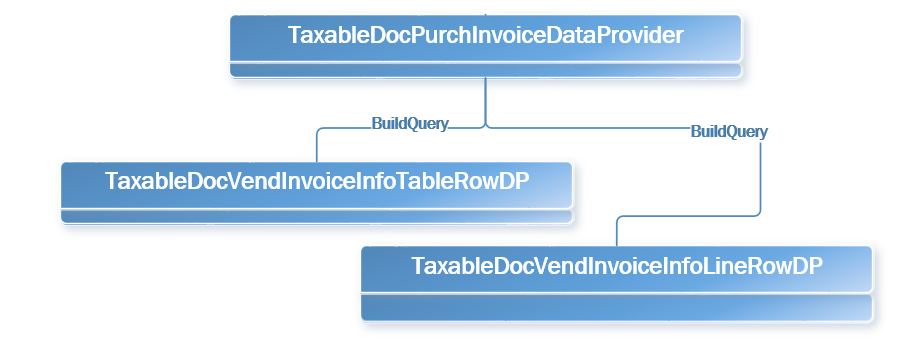 TaxableDocPurchInvoiceDataProvider
BuildQuery
BuildQuery
TaxableDocVendInvoiceInfoTableRowDP
TaxableDocVendInvoiceInfoLineRowDP